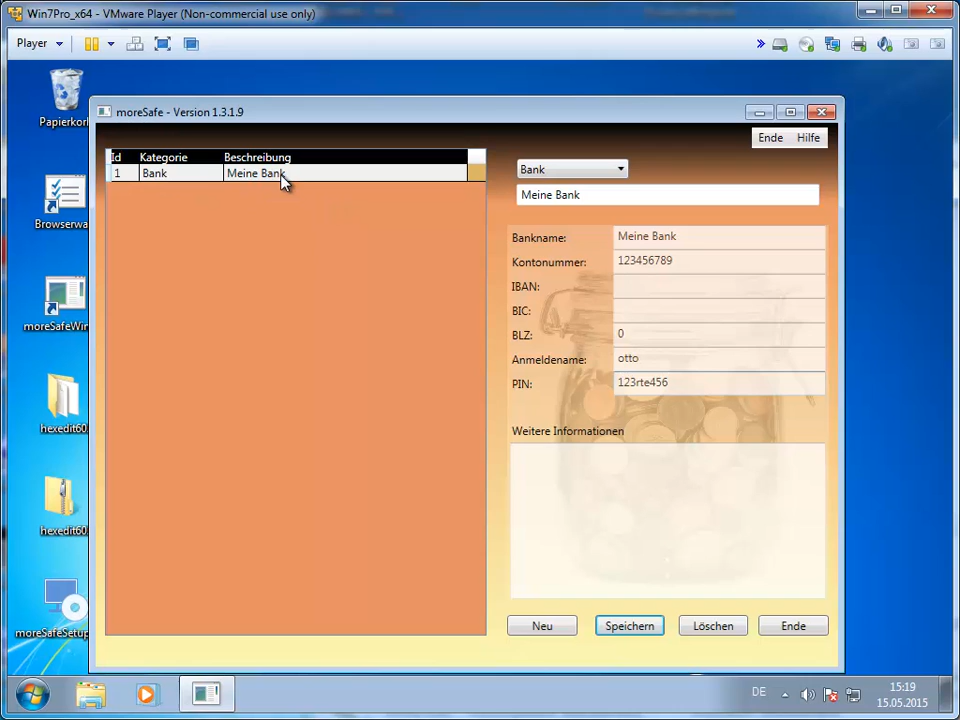 Win7Pro_x64 - VMware Player (Non-commercial use only)
Player
Papierkorb
Browserwa
moreSafeWin
hexedit60
hexedit60
moreSafeSetup
moreSafe - Version 1.3.1.9
Ende Hilfe
Id Kategorie Beschreibung
1 Bank Meine Bank
Bank
Meine Bank
Bankname: Meine Bank
Kontonummer: 123456789
IBAN:
BIC:
BLZ: 0
Anmeldename: otto
PIN: 123rte456
Weitere Informationen
Neu Speichern Löschen Ende
DE
15:19
15.05.2015